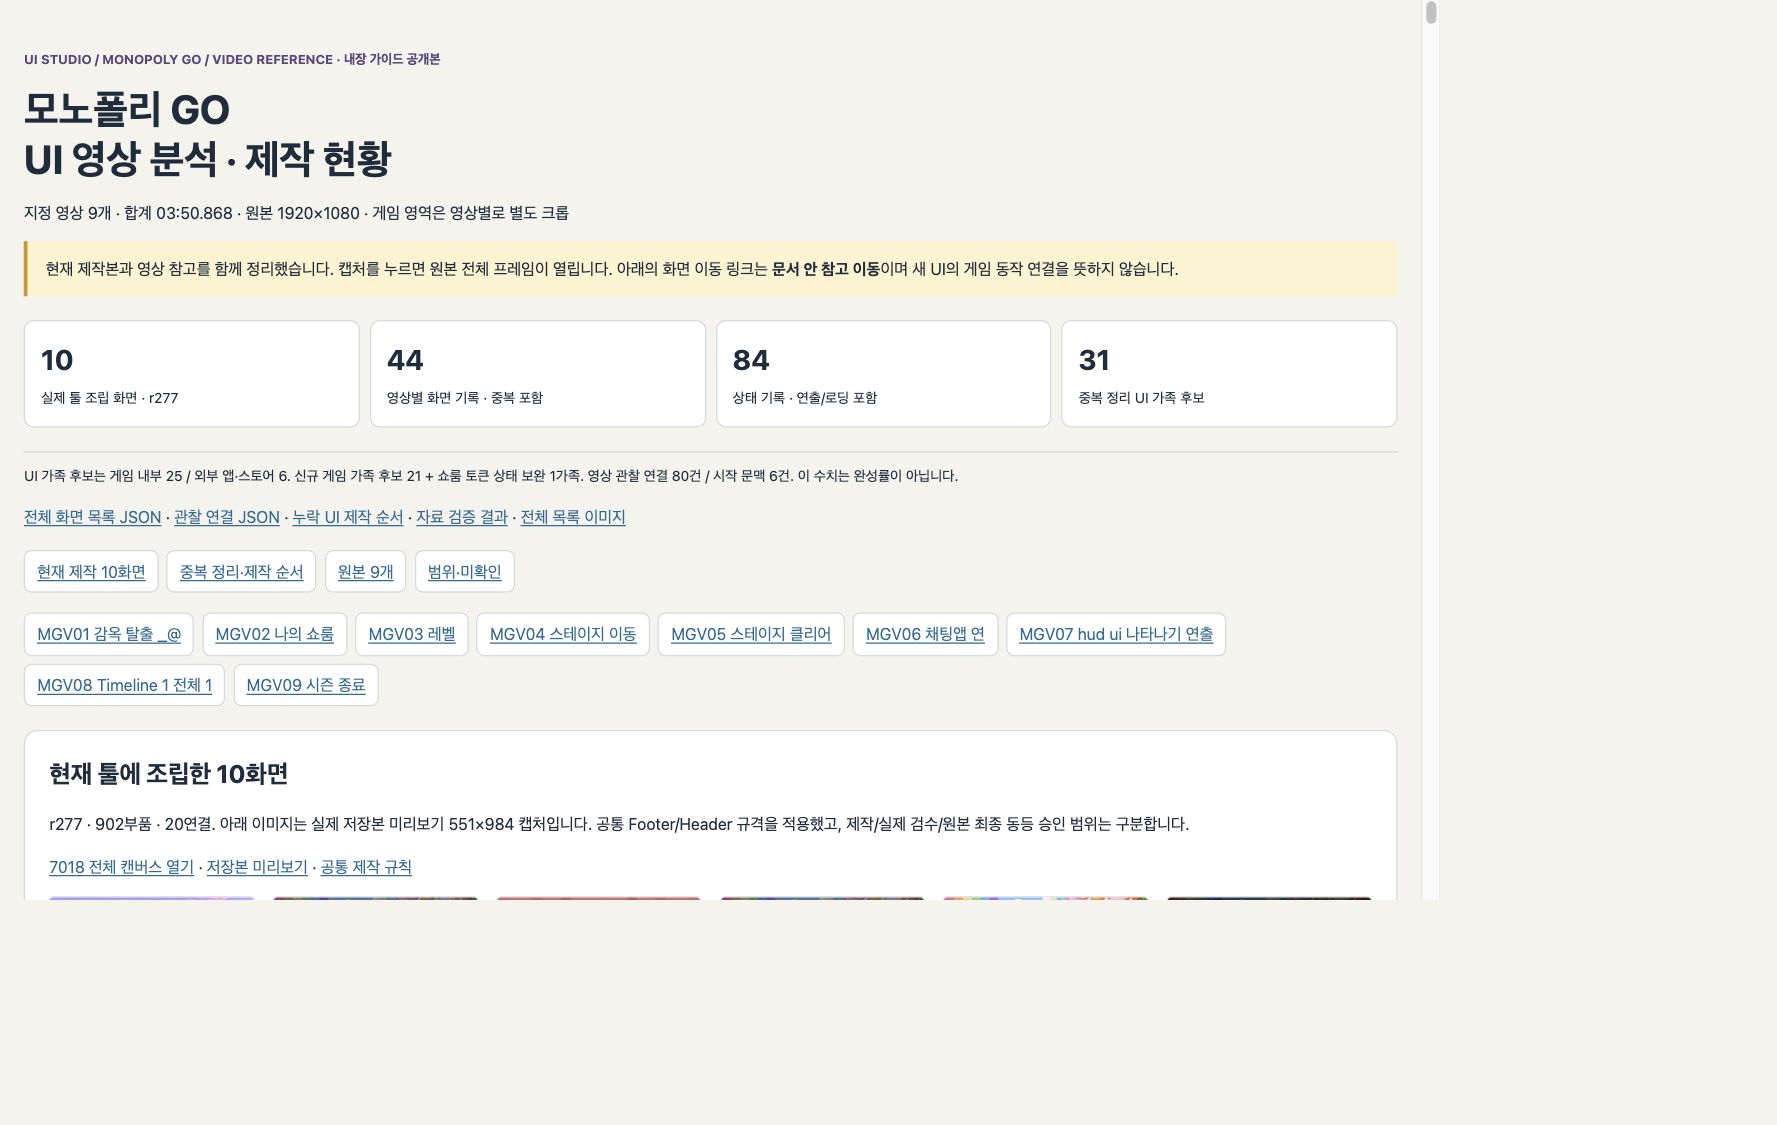 UI STUDIO / MONOPOLY GO / VIDEO REFERENCE · 내장 가이드 공개본
모노폴리 GO
UI 영상 분석 · 제작 현황
지정 영상 9개 · 합계 03:50.868 · 원본 1920×1080 · 게임 영역은 영상별로 별도 크롭
현재 제작본과 영상 참고를 함께 정리했습니다. 캡처를 누르면 원본 전체 프레임이 열립니다. 아래의 화면 이동 링크는 문서 안 참고 이동이며 새 UI의 게임 동작 연결을 뜻하지 않습니다.
10
실제 툴 조립 화면 · r277
44
영상별 화면 기록 · 중복 포함
84
상태 기록 · 연출/로딩 포함
31
중복 정리 UI 가족 후보
UI 가족 후보는 게임 내부 25 / 외부 앱·스토어 6. 신규 게임 가족 후보 21 + 쇼룸 토큰 상태 보완 1가족. 영상 관찰 연결 80건 / 시작 문맥 6건. 이 수치는 완성률이 아닙니다.
전체 화면 목록 JSON · 관찰 연결 JSON · 누락 UI 제작 순서 · 자료 검증 결과 · 전체 목록 이미지
현재 제작 10화면 중복 정리·제작 순서 원본 9개 범위·미확인
MGV01 감옥 탈출 _@ MGV02 나의 쇼룸 MGV03 레벨 MGV04 스테이지 이동 MGV05 스테이지 클리어 MGV06 채팅앱 연 MGV07 hud ui 나타나기 연출
MGV08 Timeline 1 전체 1 MGV09 시즌 종료
현재 툴에 조립한 10화면
r277 · 902부품 · 20연결. 아래 이미지는 실제 저장본 미리보기 551×984 캡처입니다. 공통 Footer/Header 규격을 적용했고, 제작/실제 검수/원본 최종 동등 승인 범위는 구분합니다.
7018 전체 캔버스 열기 · 저장본 미리보기 · 공통 제작 규칙